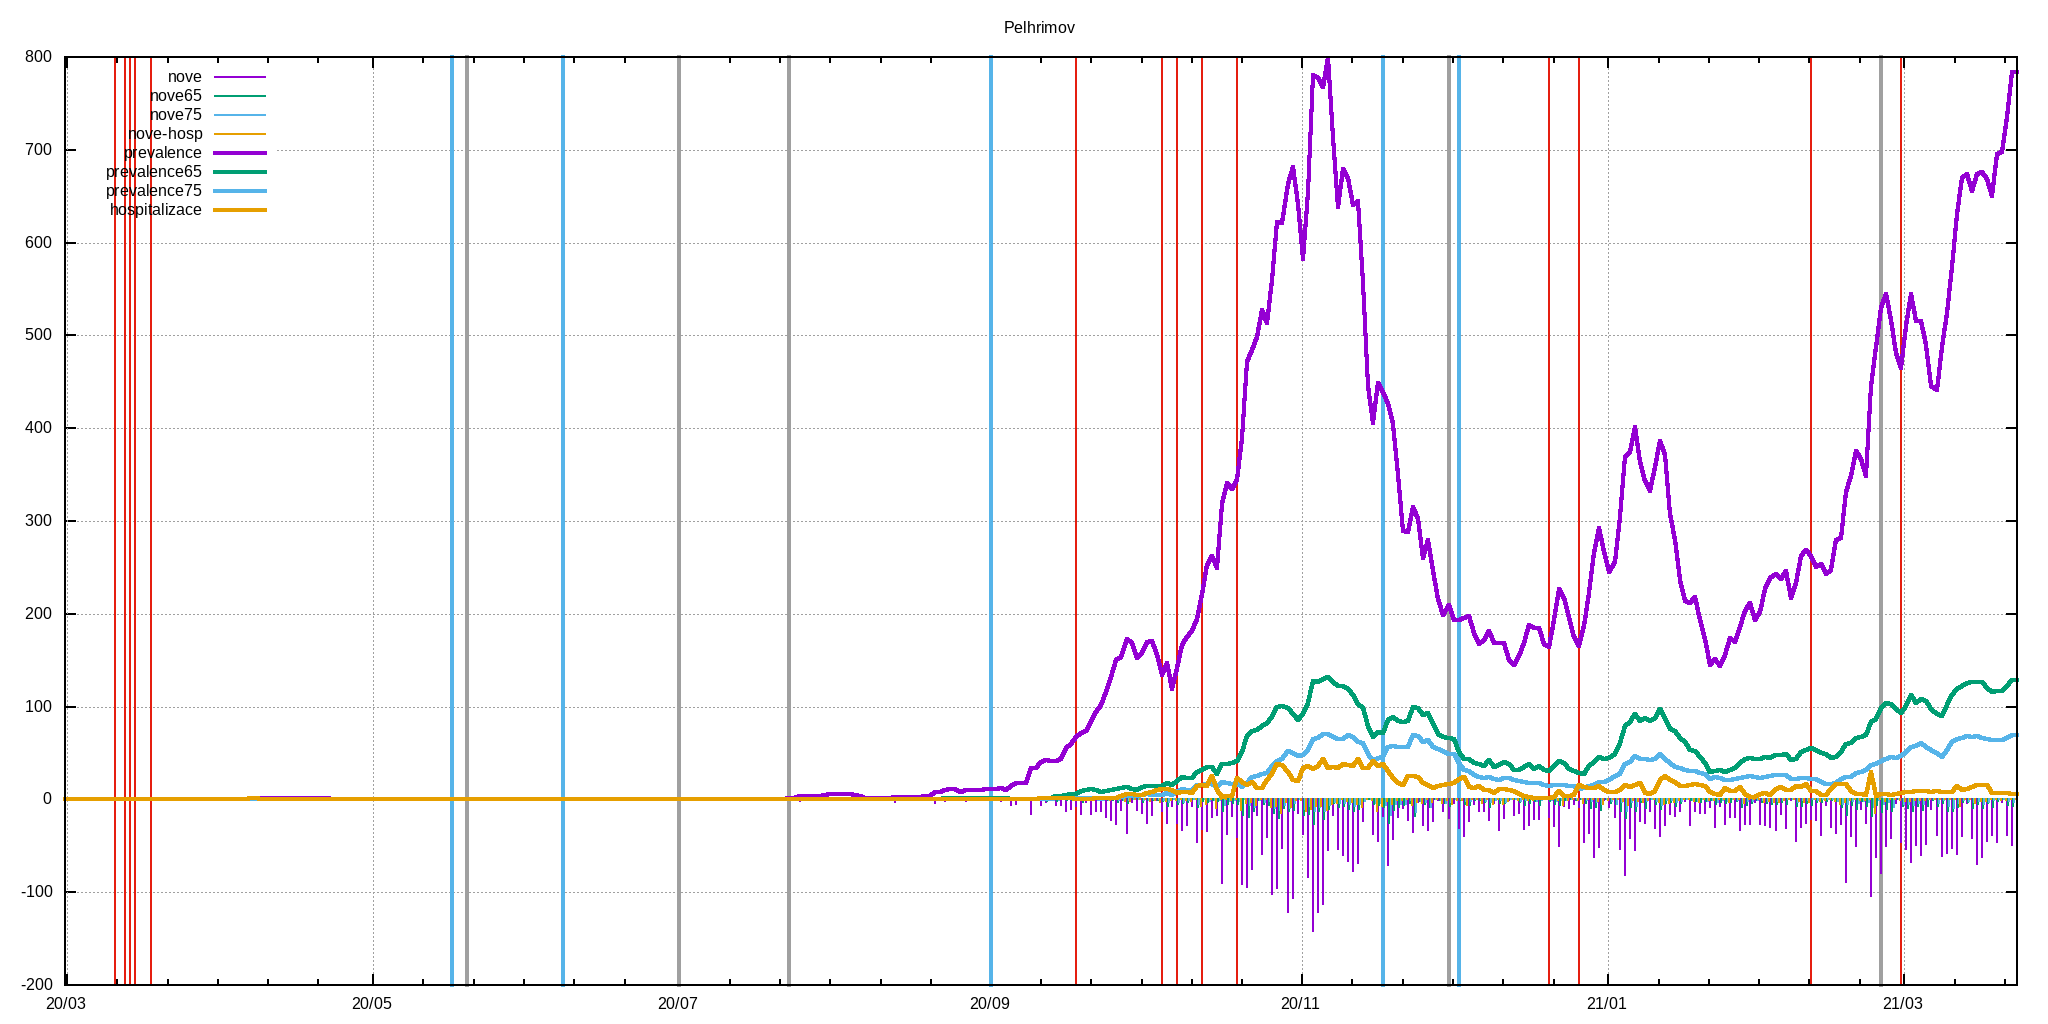 Pelhrimov
800
700
600
500
400
300
200
100
0
-100
-200
nove
nove65
nove75
nove-hosp
prevalence
prevalence65
prevalence75
hospitalizace
20/03 20/05 20/07 20/09 20/11 21/01 21/03